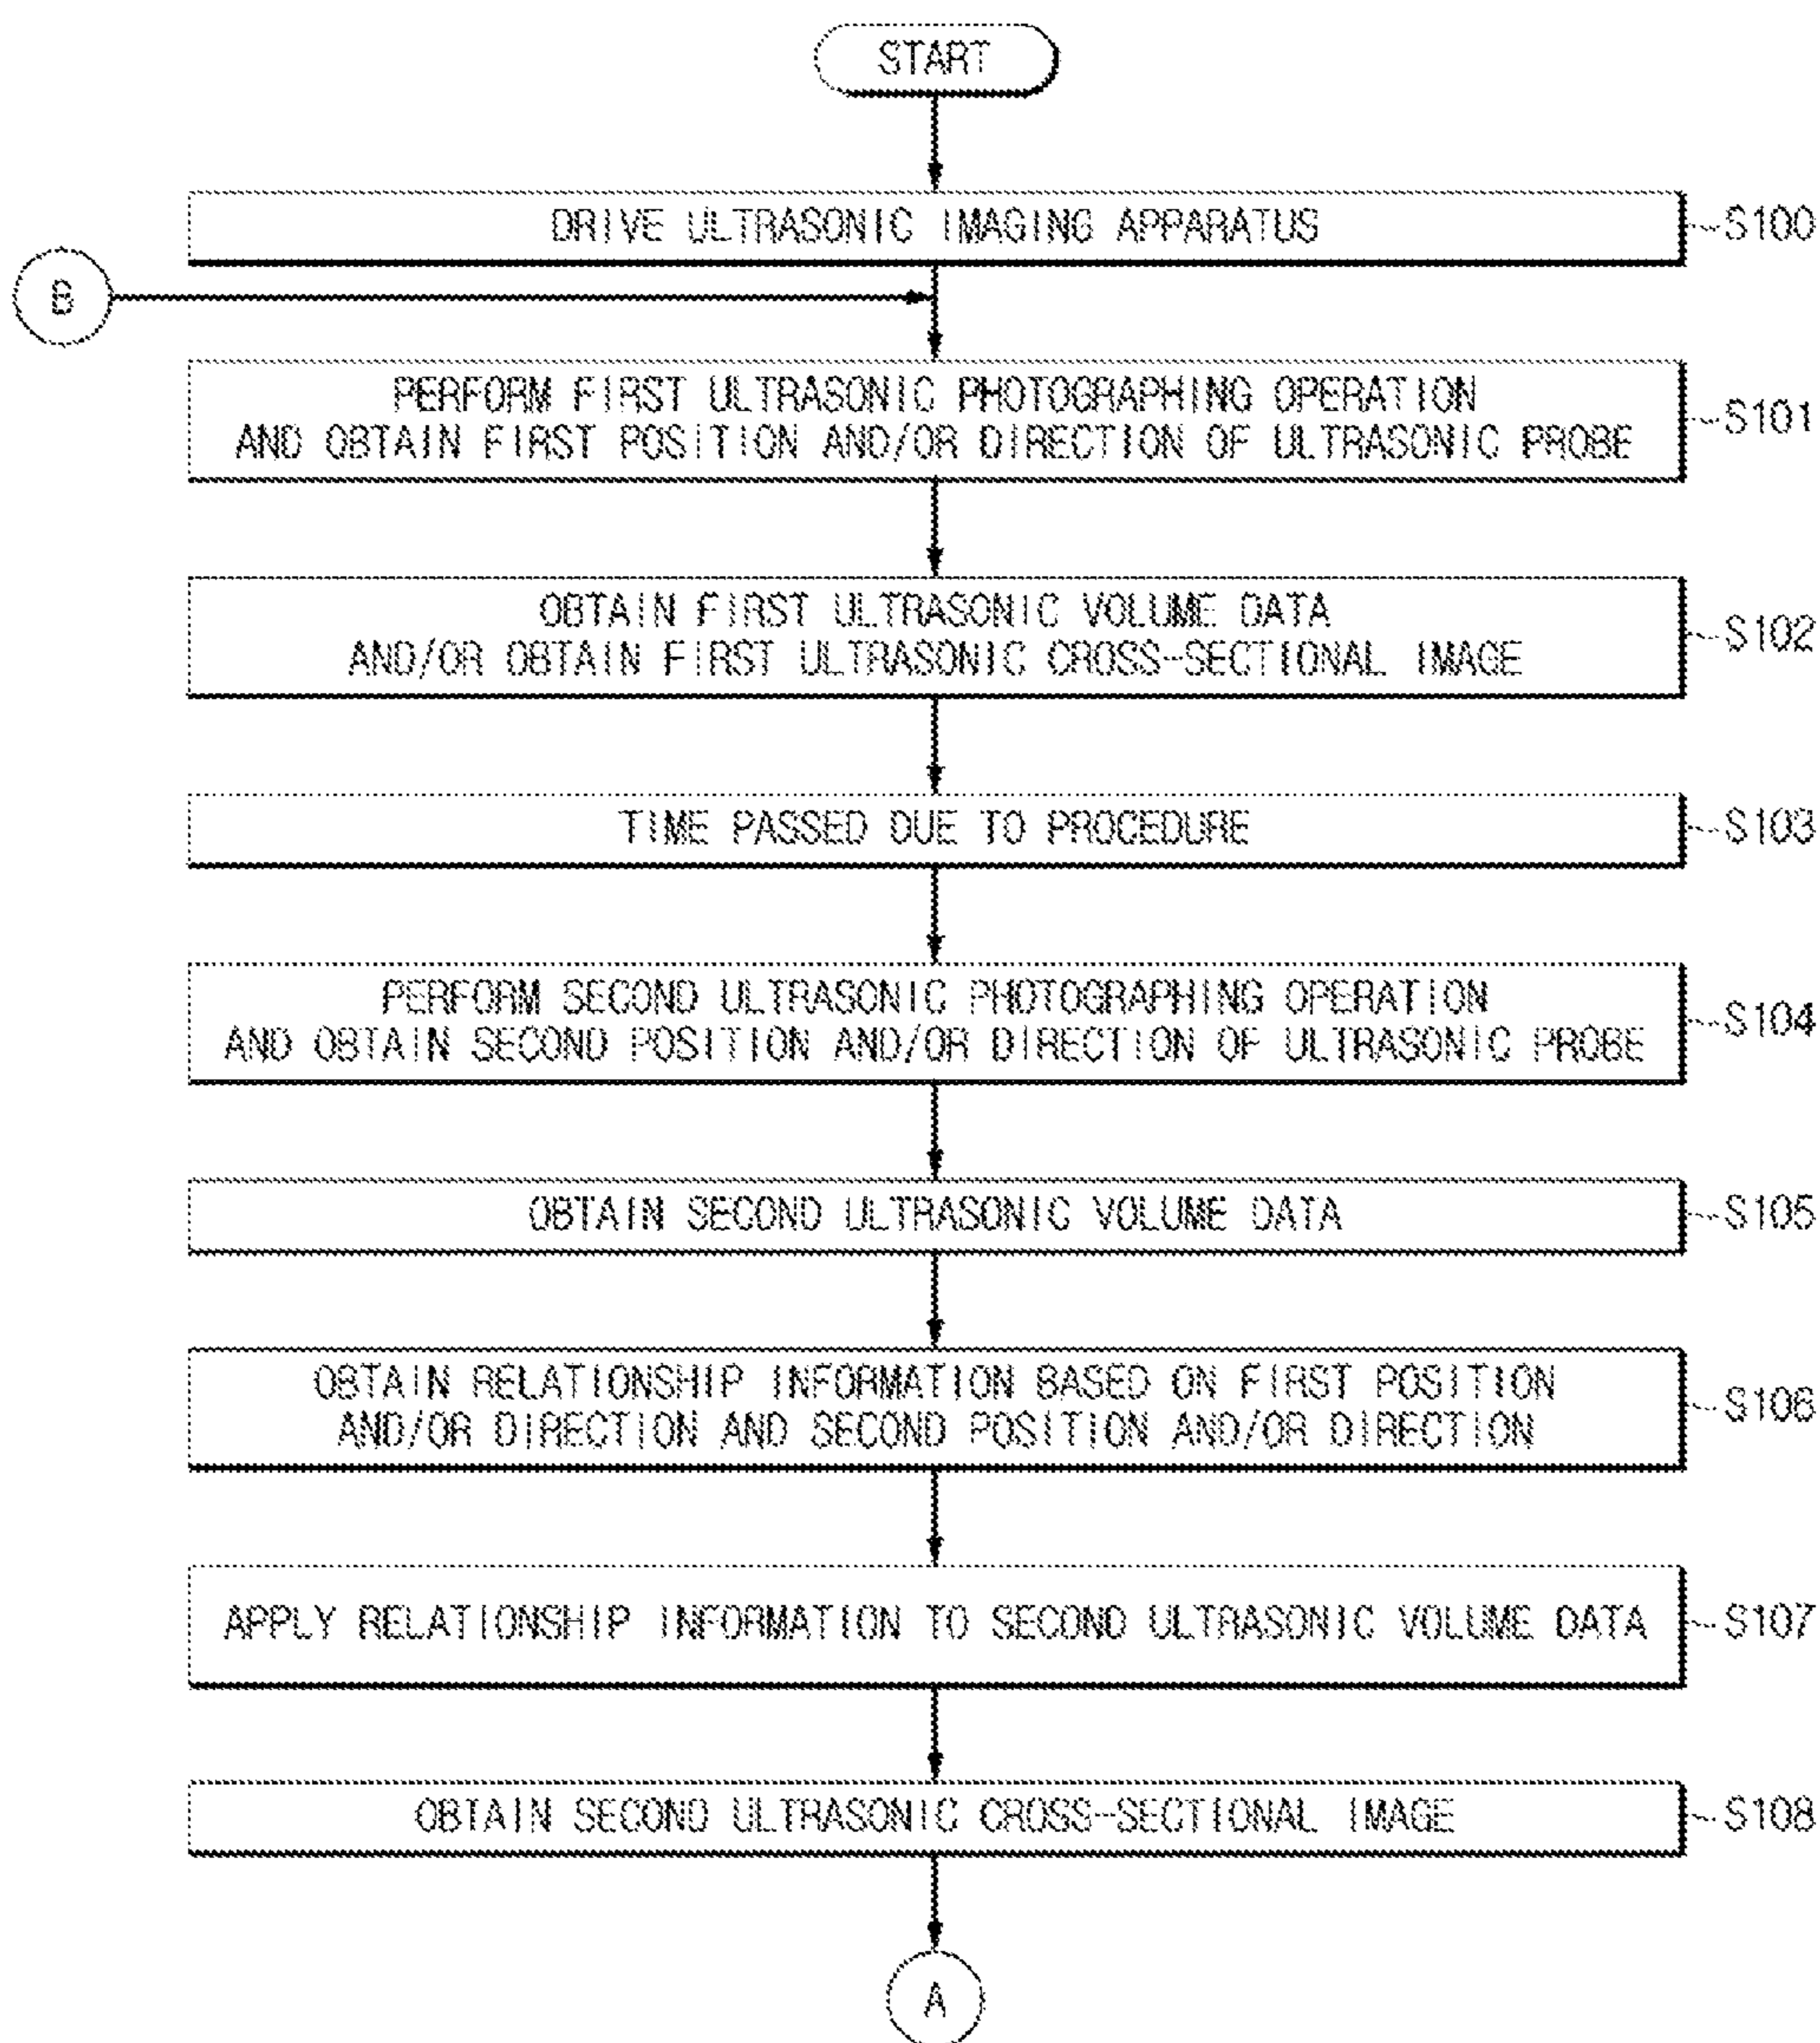 START
DRIVE ULTRASONIC IMAGING APPARATUS
S100
B
PERFORM FIRST ULTRASONIC PHOTOGRAPHING OPERATION
AND OBTAIN FIRST POSITION AND/OR DIRECTION OF ULTRASONIC PROBE
S101
OBTAIN FIRST ULTRASONIC VOLUME DATA
AND/OR OBTAIN FIRST ULTRASONIC CROSS-SECTIONAL IMAGE
S102
TIME PASSED DUE TO PROCEDURE
S103
PERFORM SECOND ULTRASONIC PHOTOGRAPHING OPERATION
AND OBTAIN SECOND POSITION AND/OR DIRECTION OF ULTRASONIC PROBE
S104
OBTAIN SECOND ULTRASONIC VOLUME DATA
S105
OBTAIN RELATIONSHIP INFORMATION BASED ON FIRST POSITION
AND/OR DIRECTION AND SECOND POSITION AND/OR DIRECTION
S106
APPLY RELATIONSHIP INFORMATION TO SECOND ULTRASONIC VOLUME DATA
S107
OBTAIN SECOND ULTRASONIC CROSS-SECTIONAL IMAGE
S108
A